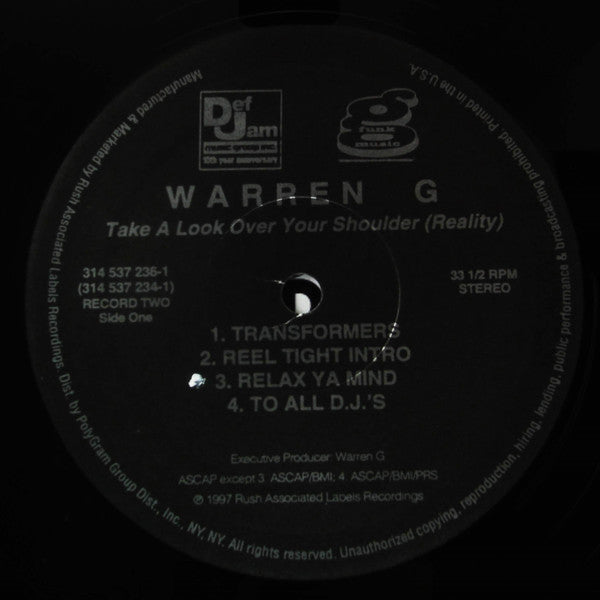 Def
Jam
music group inc.
10th year anniversary
g
funk
music
WARREN G
Take A Look Over Your Shoulder (Reality)
314 537 236-1
(314 537 234-1)
RECORD TWO
Side One
33 1/2 RPM
STEREO
1. TRANSFORMERS
2. REEL TIGHT INTRO
3. RELAX YA MIND
4. TO ALL D.J.'S
Executive Producer: Warren G
ASCAP except 3. ASCAP/BMI; 4. ASCAP/BMI/PRS
℗ 1997 Rush Associated Labels Recordings
Manufactured & Marketed by Rush Associated Labels Recordings. Dist. by PolyGram Group Dist., Inc., NY, NY. All rights reserved. Unauthorized copying, reproduction, hiring, lending, public performance & broadcasting prohibited. Printed in the U.S.A.